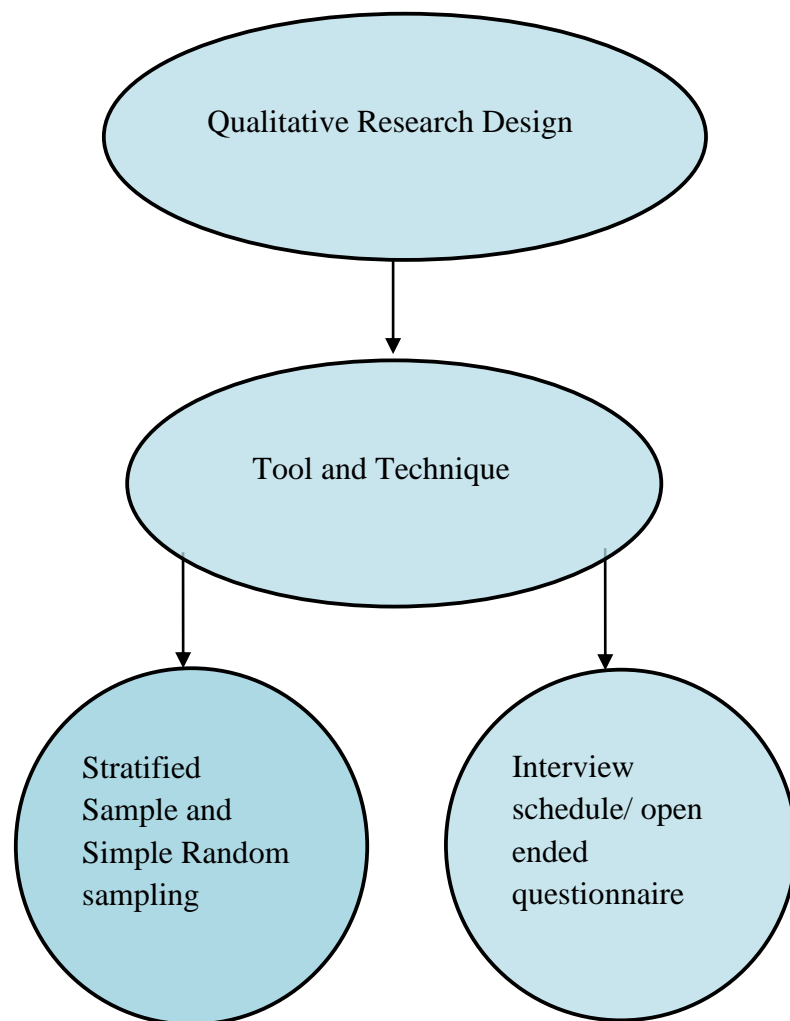 Qualitative Research Design
Tool and Technique
Stratified
Sample and
Simple Random
sampling
Interview
schedule/ open
ended
questionnaire